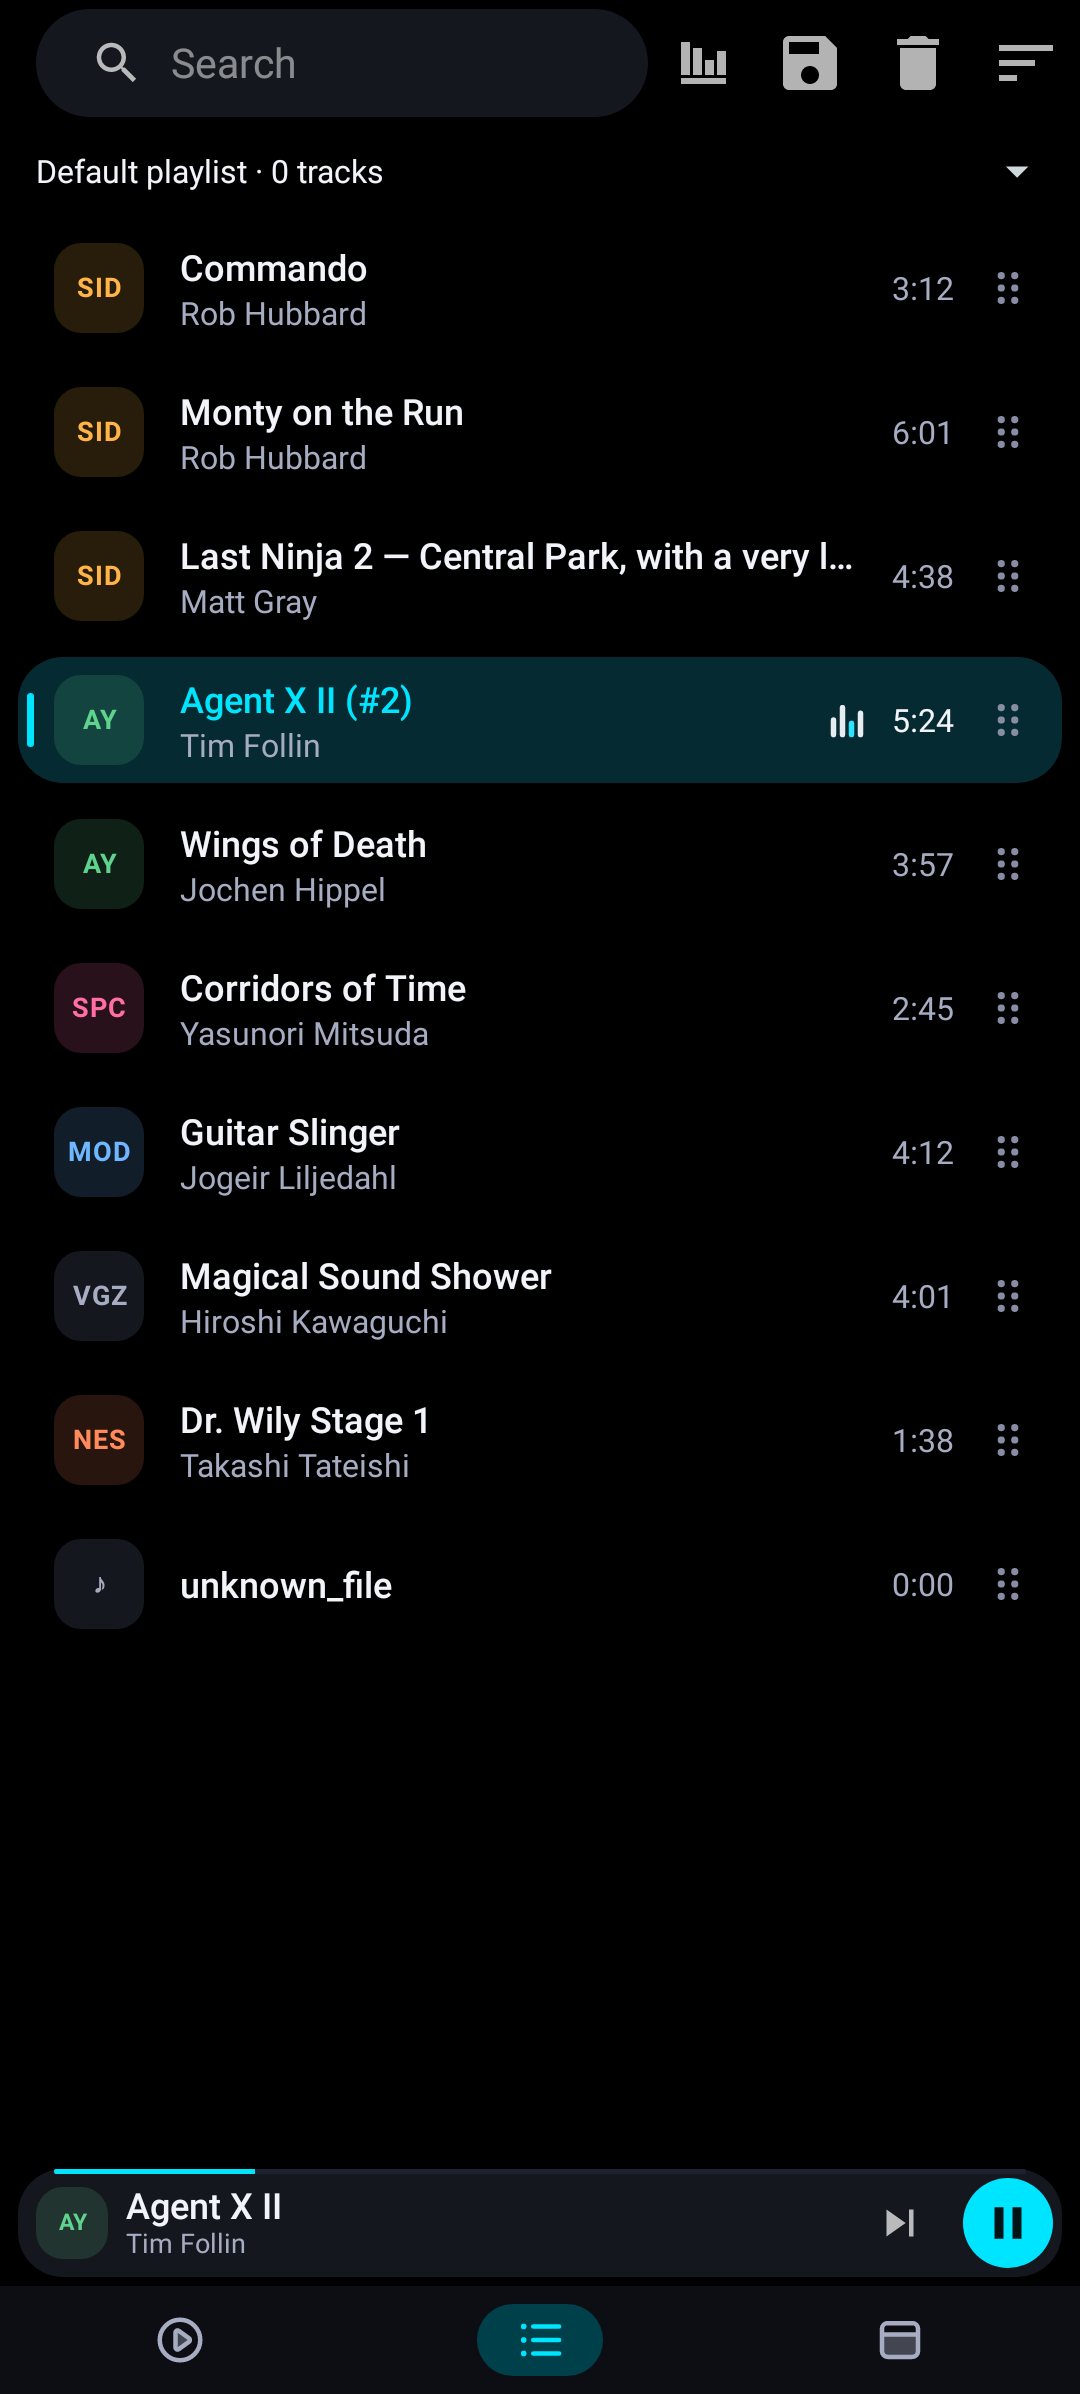 Search
Default playlist · 0 tracks
SID
Commando
Rob Hubbard
3:12
SID
Monty on the Run
Rob Hubbard
6:01
SID
Last Ninja 2 — Central Park, with a very l...
Matt Gray
4:38
AY
Agent X II (#2)
Tim Follin
5:24
AY
Wings of Death
Jochen Hippel
3:57
SPC
Corridors of Time
Yasunori Mitsuda
2:45
MOD
Guitar Slinger
Jogeir Liljedahl
4:12
VGZ
Magical Sound Shower
Hiroshi Kawaguchi
4:01
NES
Dr. Wily Stage 1
Takashi Tateishi
1:38
♪
unknown_file
0:00
AY
Agent X II
Tim Follin